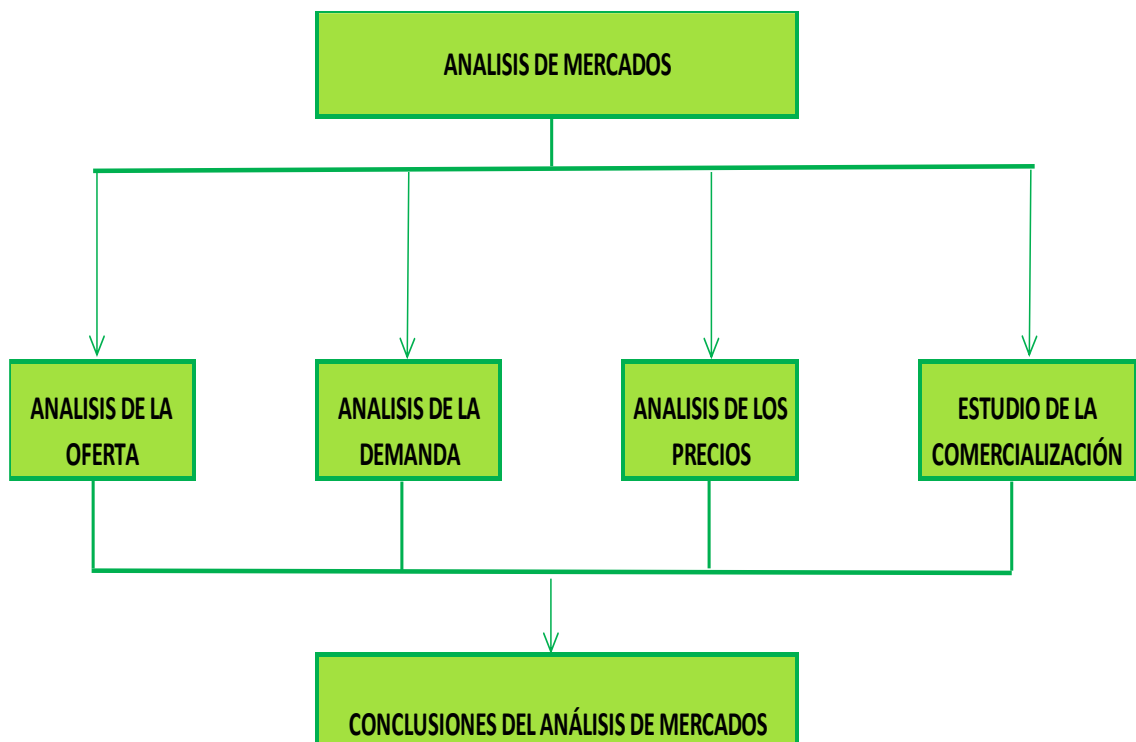 ANALISIS DE MERCADOS
ANALISIS DE LA
OFERTA
ANALISIS DE LA
DEMANDA
ANALISIS DE LOS
PRECIOS
ESTUDIO DE LA
COMERCIALIZACIÓN
CONCLUSIONES DEL ANÁLISIS DE MERCADOS